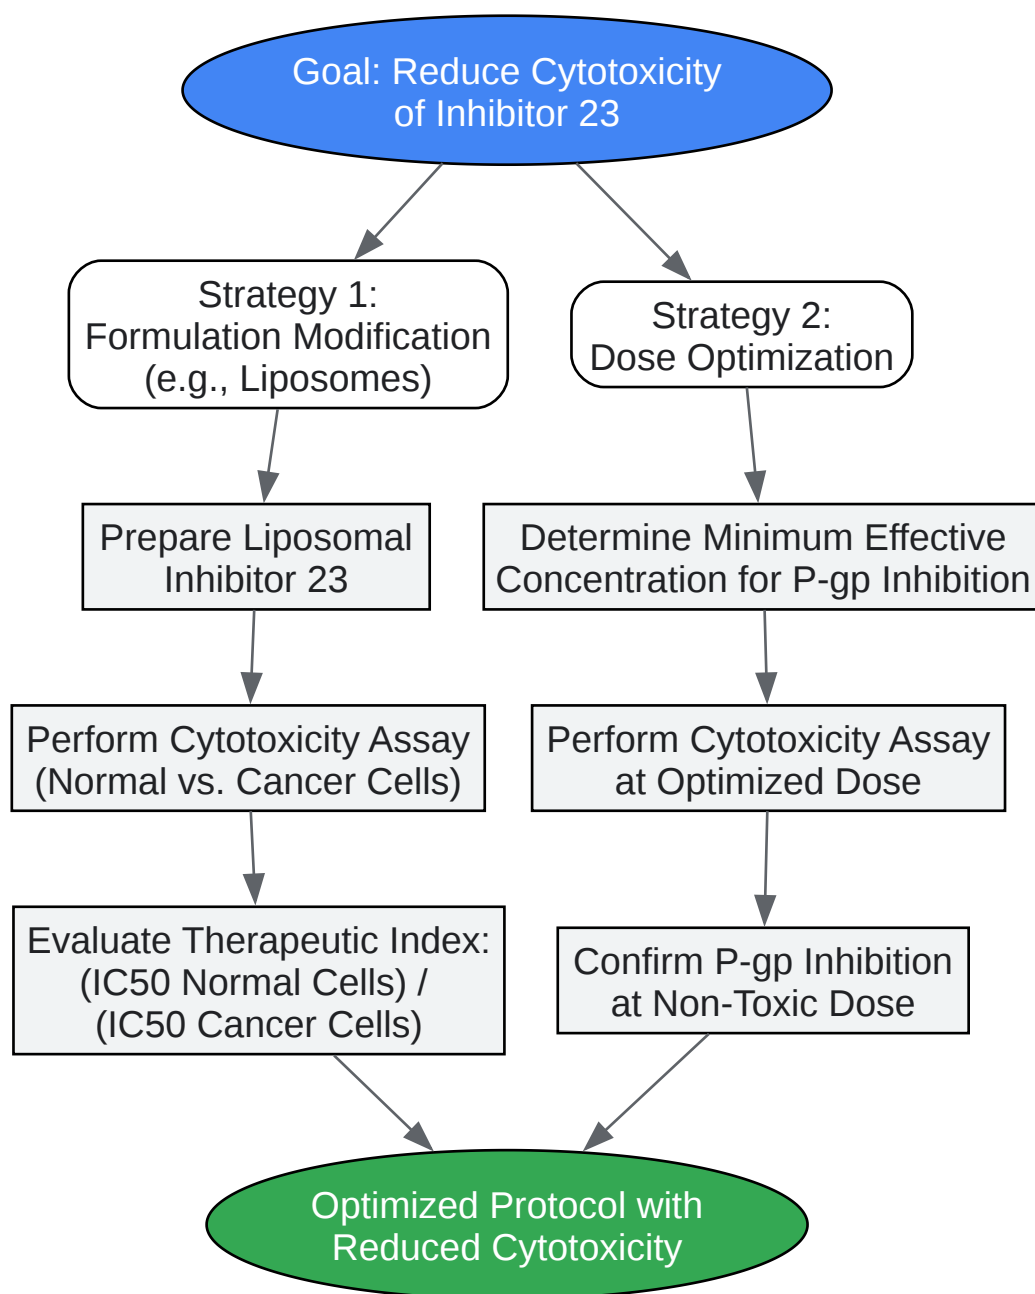 Goal: Reduce Cytotoxicity
of Inhibitor 23
Strategy 1:
Formulation Modification
(e.g., Liposomes)
Strategy 2:
Dose Optimization
Prepare Liposomal
Inhibitor 23
Determine Minimum Effective
Concentration for P-gp Inhibition
Perform Cytotoxicity Assay
(Normal vs. Cancer Cells)
Perform Cytotoxicity Assay
at Optimized Dose
Evaluate Therapeutic Index:
(IC50 Normal Cells) /
(IC50 Cancer Cells)
Confirm P-gp Inhibition
at Non-Toxic Dose
Optimized Protocol with
Reduced Cytotoxicity